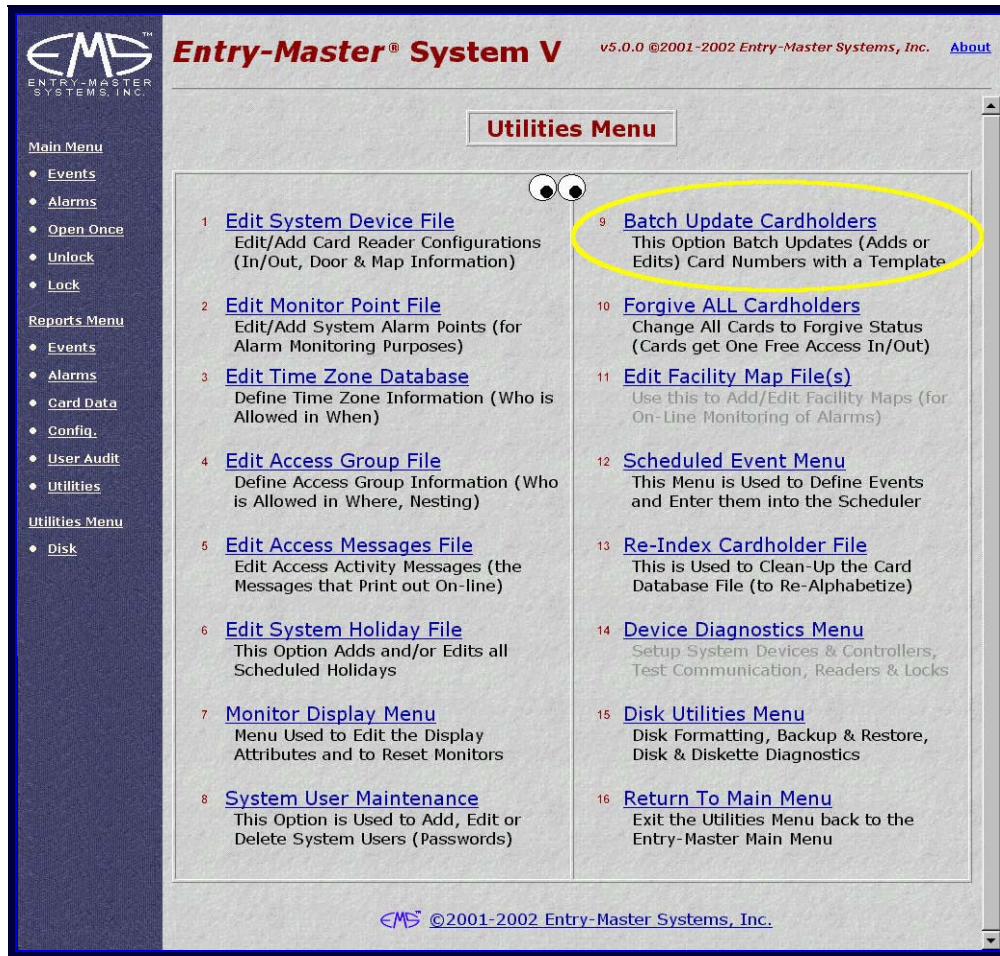 EMS™
ENTRY-MASTER
SYSTEMS, INC.
Entry-Master® System V
v5.0.0 ©2001-2002 Entry-Master Systems, Inc.
About
Main Menu
Events
Alarms
Open Once
Unlock
Lock
Reports Menu
Events
Alarms
Card Data
Config.
User Audit
Utilities
Utilities Menu
Disk
Utilities Menu
1 Edit System Device File
Edit/Add Card Reader Configurations
(In/Out, Door & Map Information)
2 Edit Monitor Point File
Edit/Add System Alarm Points (for
Alarm Monitoring Purposes)
3 Edit Time Zone Database
Define Time Zone Information (Who is
Allowed in When)
4 Edit Access Group File
Define Access Group Information (Who
is Allowed in Where, Nesting)
5 Edit Access Messages File
Edit Access Activity Messages (the
Messages that Print out On-line)
6 Edit System Holiday File
This Option Adds and/or Edits all
Scheduled Holidays
7 Monitor Display Menu
Menu Used to Edit the Display
Attributes and to Reset Monitors
8 System User Maintenance
This Option is Used to Add, Edit or
Delete System Users (Passwords)
9 Batch Update Cardholders
This Option Batch Updates (Adds or
Edits) Card Numbers with a Template
10 Forgive ALL Cardholders
Change All Cards to Forgive Status
(Cards get One Free Access In/Out)
11 Edit Facility Map File(s)
Use this to Add/Edit Facility Maps (for
On-Line Monitoring of Alarms)
12 Scheduled Event Menu
This Menu is Used to Define Events
and Enter them into the Scheduler
13 Re-Index Cardholder File
This is Used to Clean-Up the Card
Database File (to Re-Alphabetize)
14 Device Diagnostics Menu
Setup System Devices & Controllers,
Test Communication, Readers & Locks
15 Disk Utilities Menu
Disk Formatting, Backup & Restore,
Disk & Diskette Diagnostics
16 Return To Main Menu
Exit the Utilities Menu back to the
Entry-Master Main Menu
EMS ©2001-2002 Entry-Master Systems, Inc.